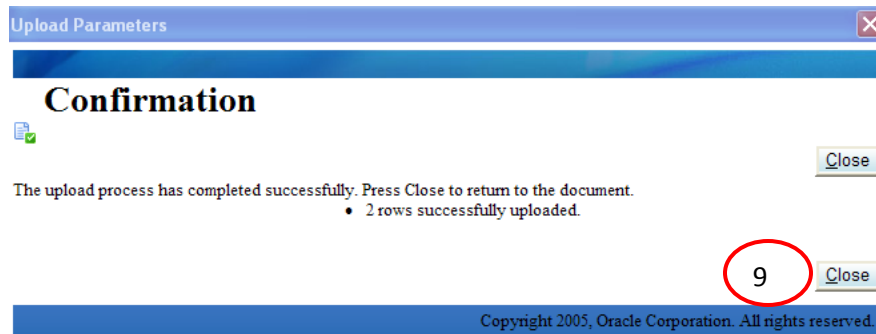 Upload Parameters
Confirmation
Close
The upload process has completed successfully. Press Close to return to the document.
• 2 rows successfully uploaded.
9 Close
Copyright 2005, Oracle Corporation. All rights reserved.